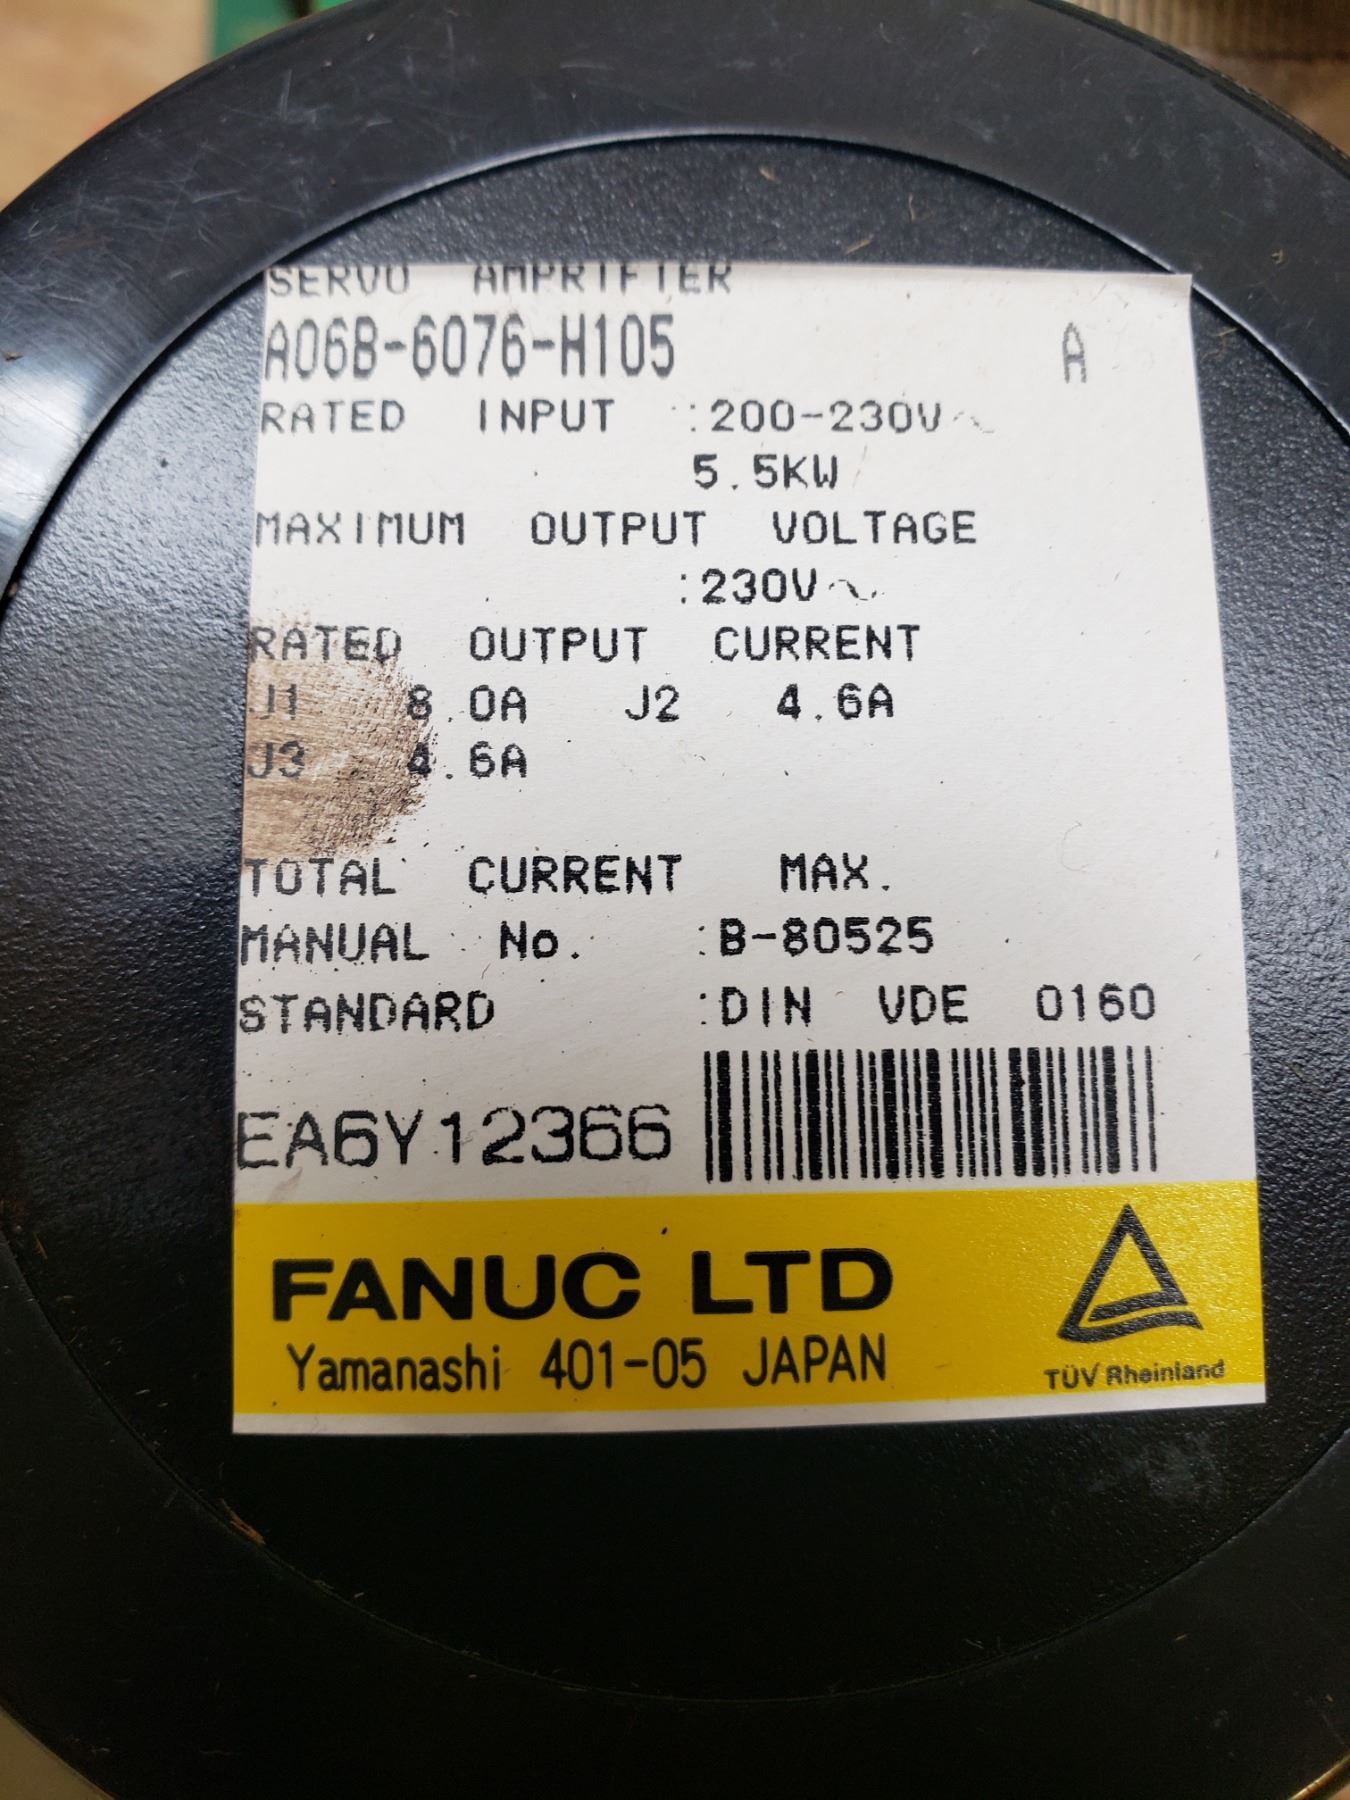 SERVO AMPRIFIER
A06B-6076-H105 A
RATED INPUT :200-230V~
5.5KW
MAXIMUM OUTPUT VOLTAGE
:230V~
RATED OUTPUT CURRENT
J1 8.0A J2 4.6A
J3 4.6A
TOTAL CURRENT MAX.
MANUAL No. :B-80525
STANDARD :DIN VDE 0160
EA6Y12366
FANUC LTD
Yamanashi 401-05 JAPAN
TÜV Rheinland